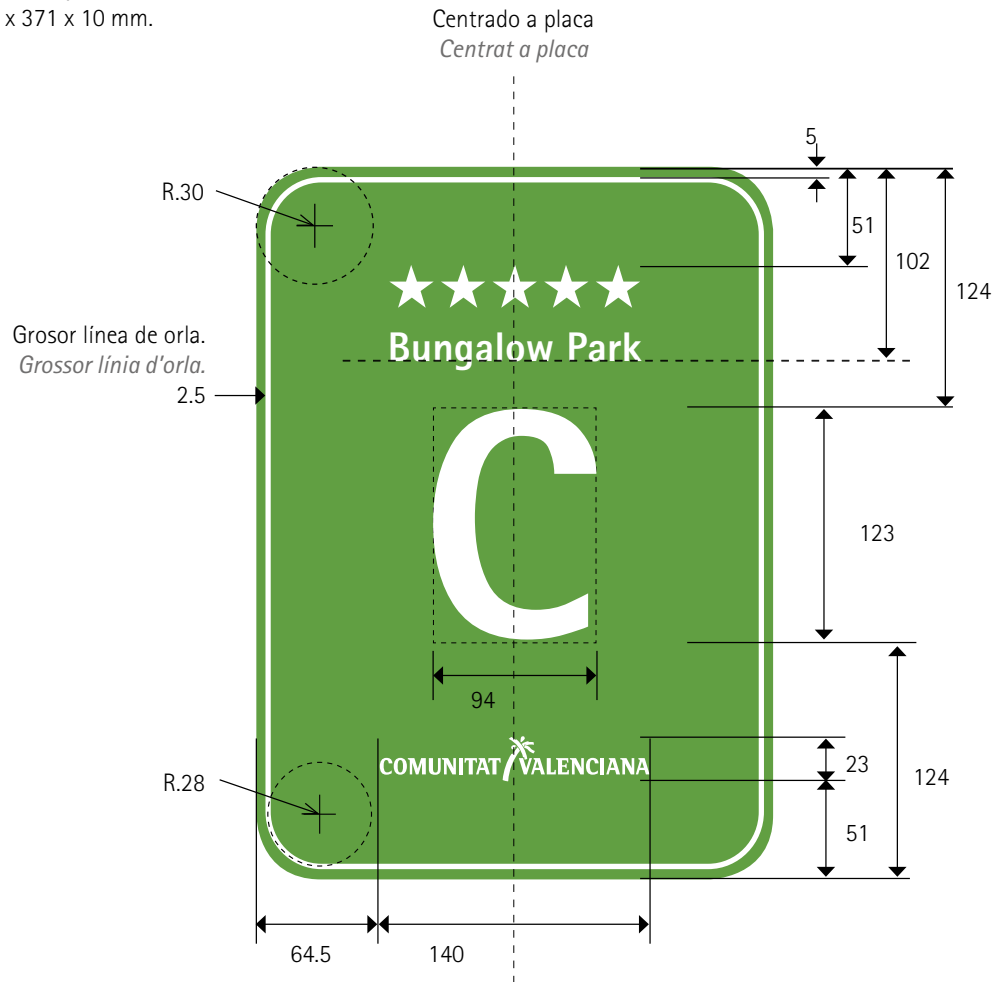 x 371 x 10 mm.
Centrado a placa
Centrat a placa
5
R.30
51
102
124
Grosor línea de orla.
Grossor línia d'orla.
2.5
Bungalow Park
C
123
94
COMUNITAT VALENCIANA
R.28
23
124
51
64.5
140